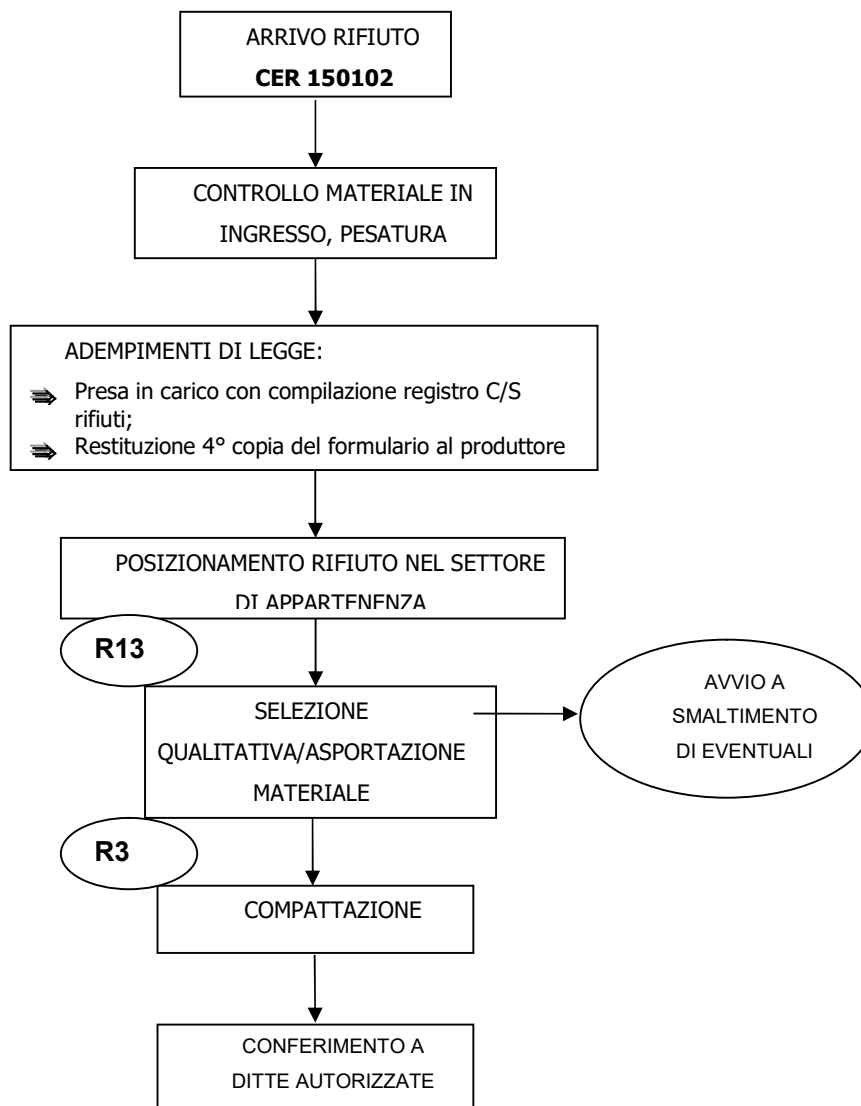 ARRIVO RIFIUTO
CER 150102
CONTROLLO MATERIALE IN
INGRESSO, PESATURA
ADEMPIMENTI DI LEGGE:
Presa in carico con compilazione registro C/S
rifiuti;
Restituzione 4° copia del formulario al produttore
POSIZIONAMENTO RIFIUTO NEL SETTORE
DI APPARTENENZA
R13
SELEZIONE
QUALITATIVA/ASPORTAZIONE
MATERIALE
AVVIO A
SMALTIMENTO
DI EVENTUALI
R3
COMPATTAZIONE
CONFERIMENTO A
DITTE AUTORIZZATE